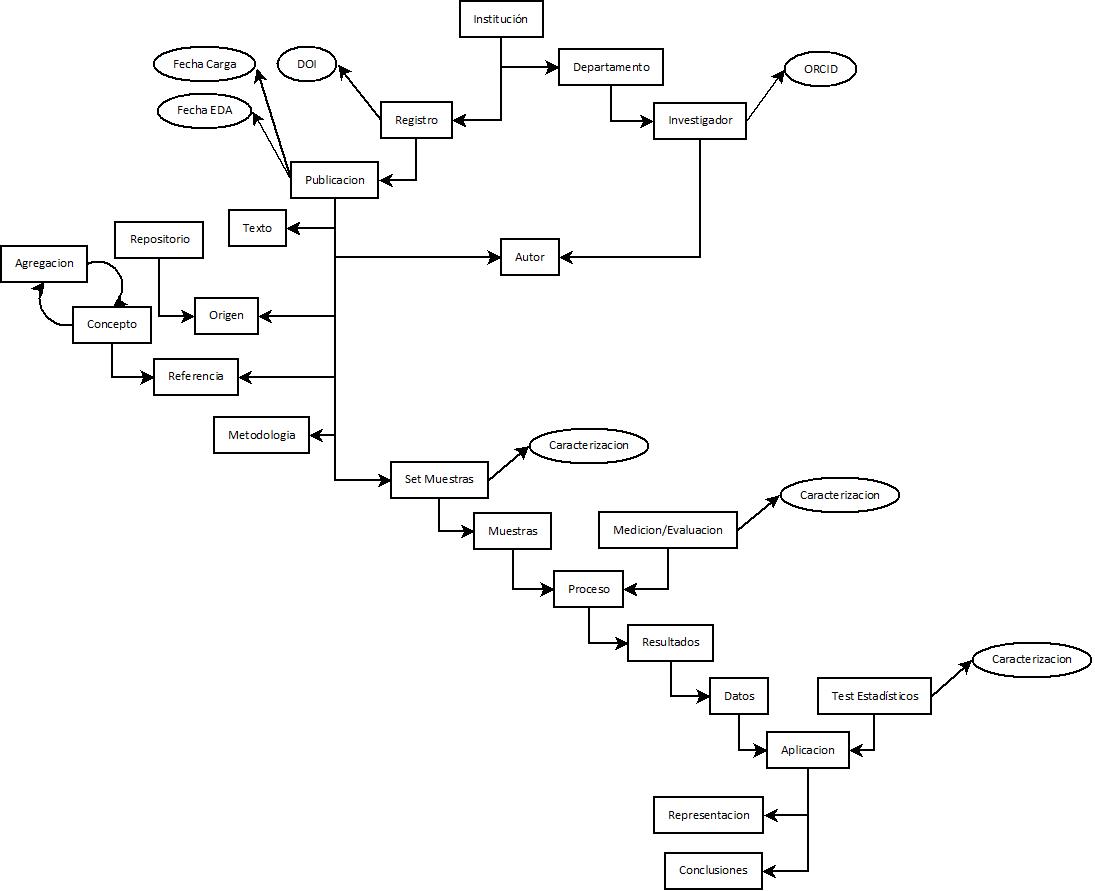 Institución
Fecha Carga
DOI
Departamento
ORCID
Fecha EDA
Registro
Investigador
Publicacion
Texto
Repositorio
Autor
Agregacion
Origen
Concepto
Referencia
Metodologia
Caracterizacion
Set Muestras
Caracterizacion
Muestras
Medicion/Evaluacion
Proceso
Resultados
Caracterizacion
Datos
Test Estadísticos
Aplicacion
Representacion
Conclusiones